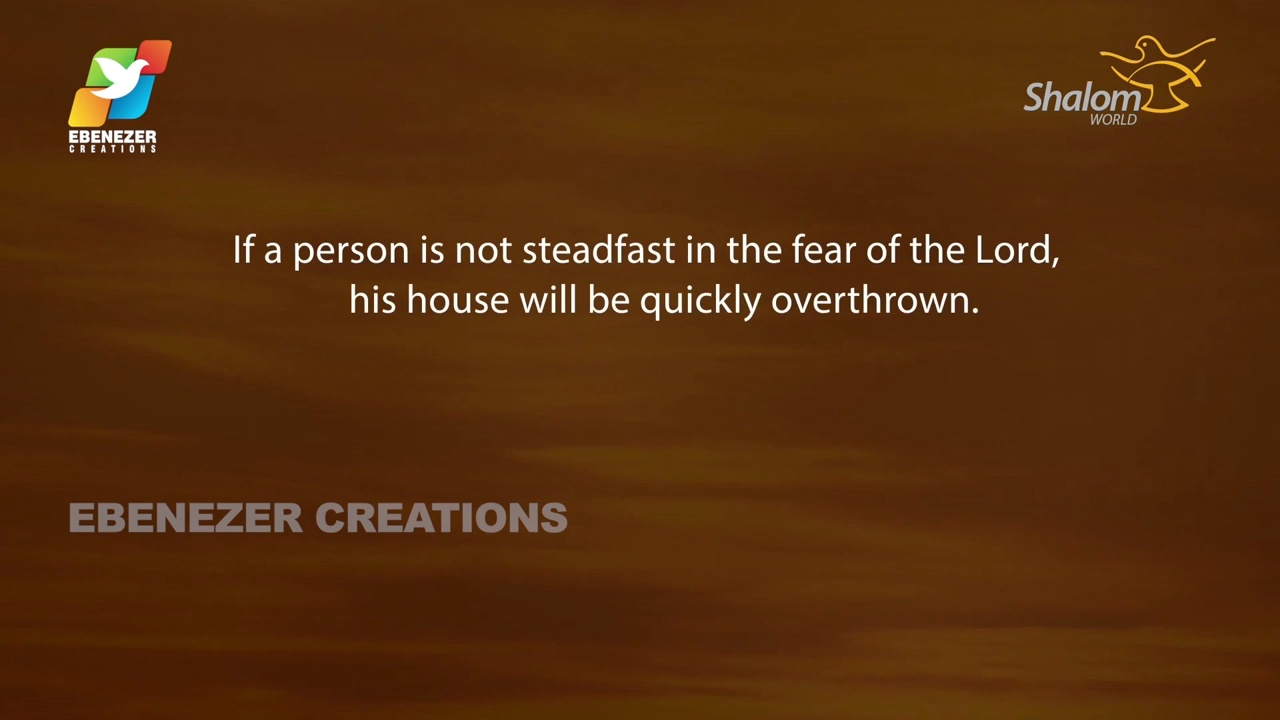 EBENEZER
CREATIONS
Shalom
WORLD
If a person is not steadfast in the fear of the Lord,
his house will be quickly overthrown.
EBENEZER CREATIONS